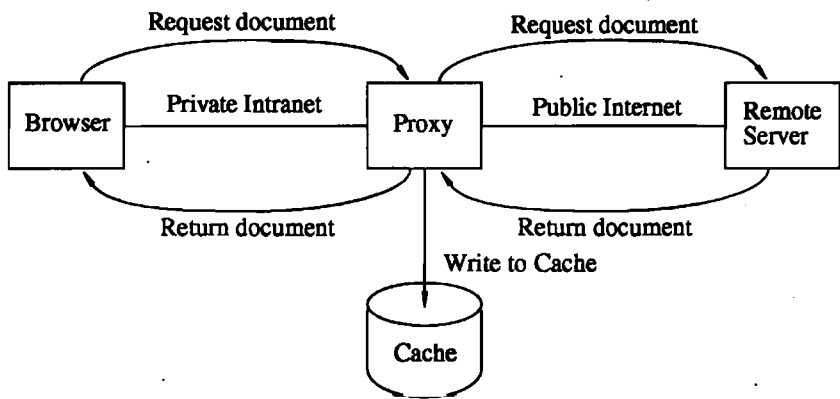 Request document
Request document
Browser
Private Intranet
Proxy
Public Internet
Remote
Server
Return document
Return document
Write to Cache
Cache